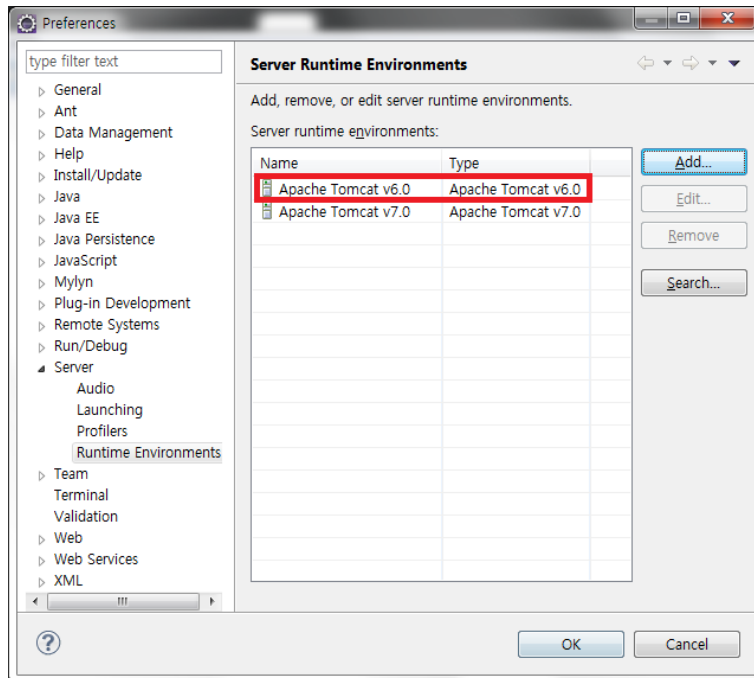 Preferences
type filter text
General
Ant
Data Management
Help
Install/Update
Java
Java EE
Java Persistence
JavaScript
Mylyn
Plug-in Development
Remote Systems
Run/Debug
Server
Audio
Launching
Profilers
Runtime Environments
Team
Terminal
Validation
Web
Web Services
XML
Server Runtime Environments
Add, remove, or edit server runtime environments.
Server runtime environments:
Name Type
Apache Tomcat v6.0 Apache Tomcat v6.0
Apache Tomcat v7.0 Apache Tomcat v7.0
Add...
Edit...
Remove
Search...
OK Cancel